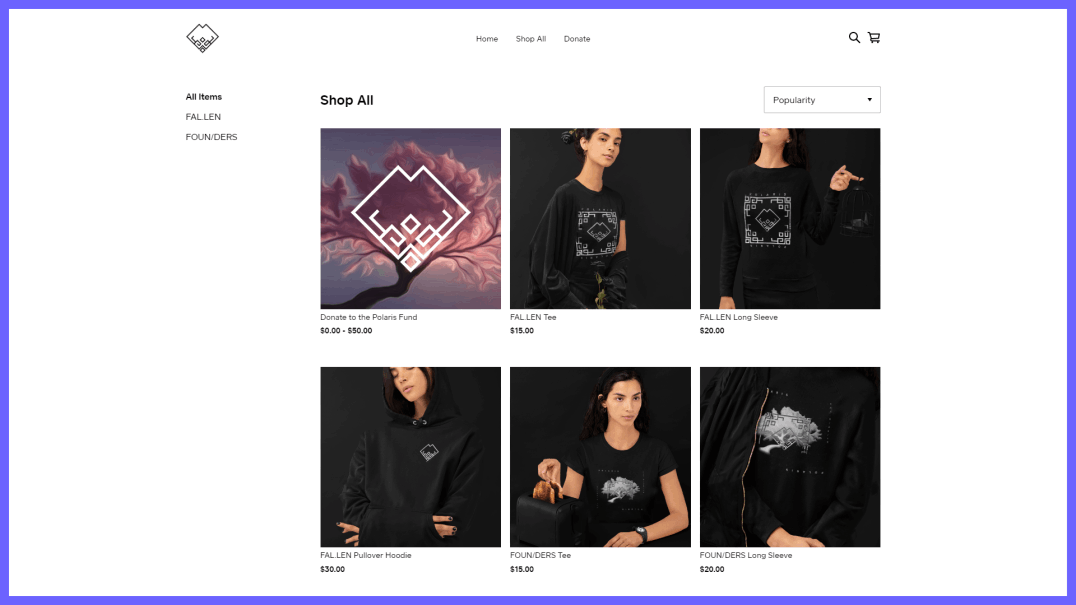 Home Shop All Donate
All Items
FAL.LEN
FOUN/DERS
Shop All
Popularity
Donate to the Polaris Fund
$0.00 - $50.00
FAL.LEN Tee
$15.00
FAL.LEN Long Sleeve
$20.00
FAL.LEN Pullover Hoodie
$30.00
FOUN/DERS Tee
$15.00
FOUN/DERS Long Sleeve
$20.00